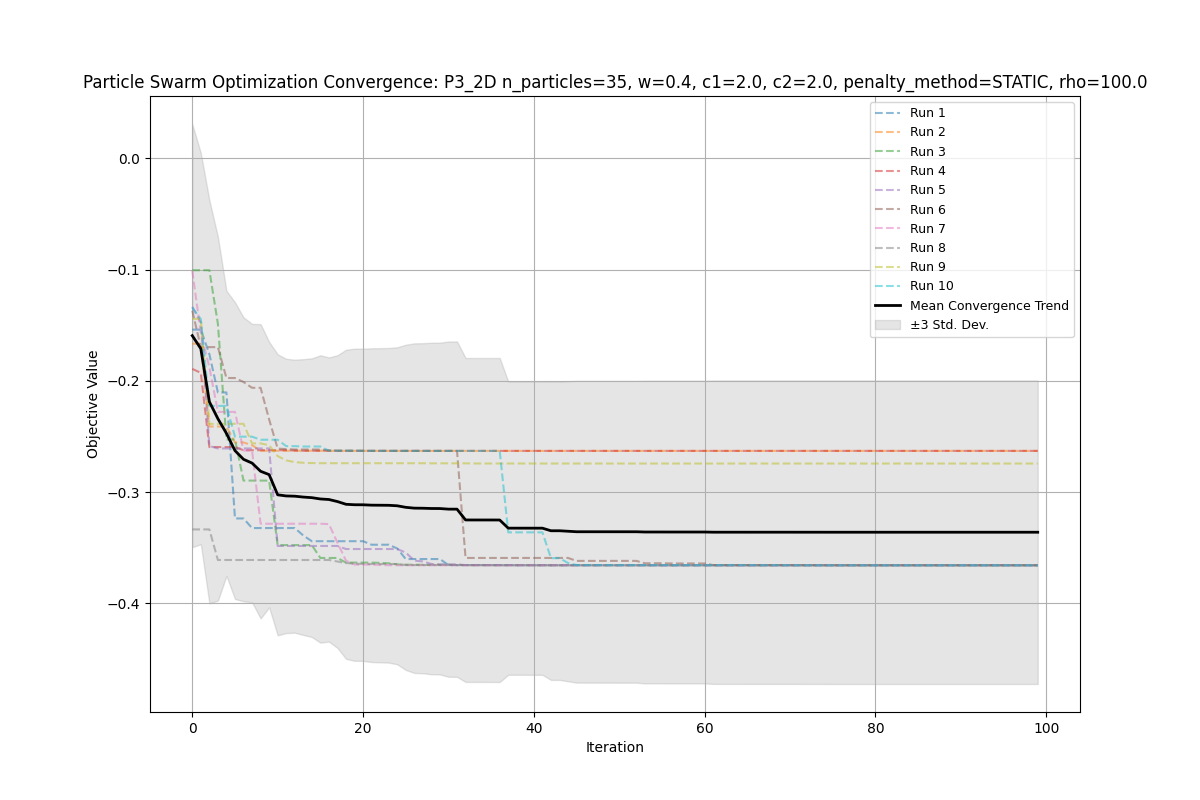 Particle Swarm Optimization Convergence: P3_2D n_particles=35, w=0.4, c1=2.0, c2=2.0, penalty_method=STATIC, rho=100.0
Objective Value
0.0
−0.1
−0.2
−0.3
−0.4
Run 1
Run 2
Run 3
Run 4
Run 5
Run 6
Run 7
Run 8
Run 9
Run 10
Mean Convergence Trend
±3 Std. Dev.
0 20 40 60 80 100
Iteration